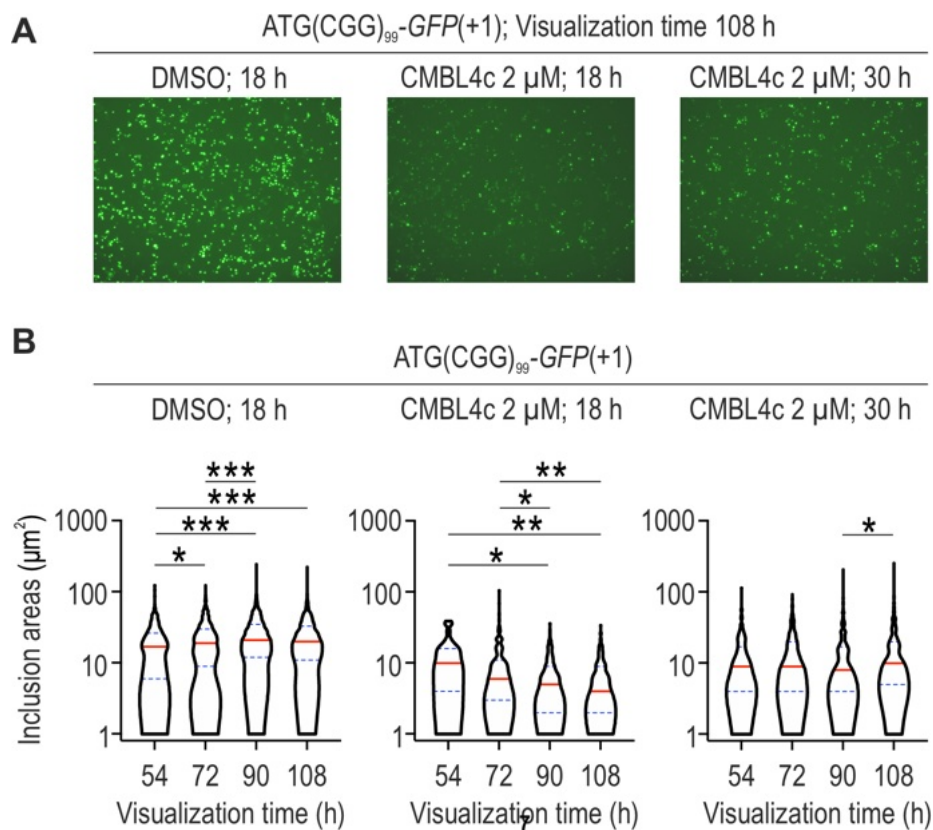 A
ATG(CGG)₉₉-GFP(+1); Visualization time 108 h
DMSO; 18 h
CMBL4c 2 µM; 18 h
CMBL4c 2 µM; 30 h
B
ATG(CGG)₉₉-GFP(+1)
DMSO; 18 h
CMBL4c 2 µM; 18 h
CMBL4c 2 µM; 30 h
Inclusion areas (µm²)
1000
100
10
1
***
***
***
*
54 72 90 108
Visualization time (h)
1000
100
10
1
**
*
**
*
54 72 90 108
Visualization time (h)
7
1000
100
10
1
*
54 72 90 108
Visualization time (h)